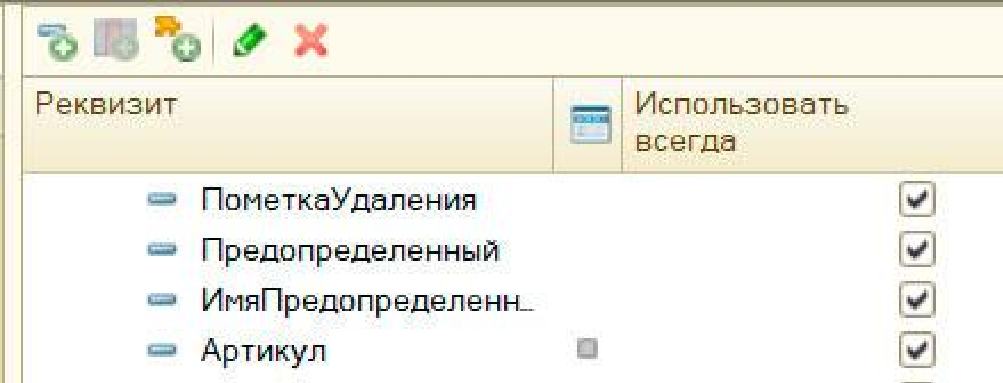 Реквизит
Использовать
всегда
ПометкаУдаления
Предопределенный
ИмяПредопределенн...
Артикул